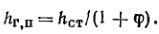 hг,п = hст/(1 + φ).